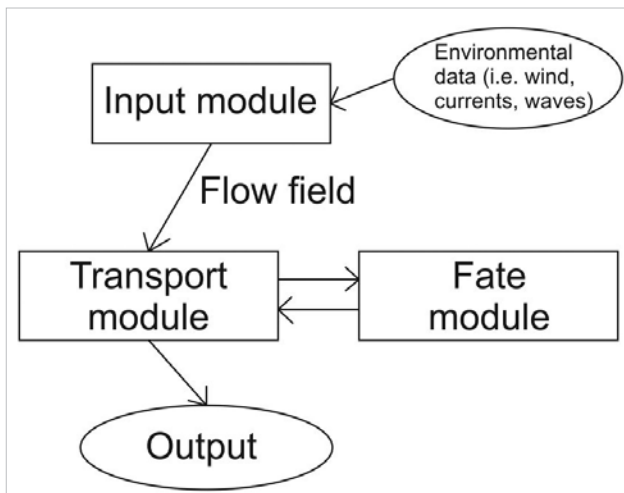 Environmental
data (i.e. wind,
currents, waves)
Input module
Flow field
Transport
module
Fate
module
Output